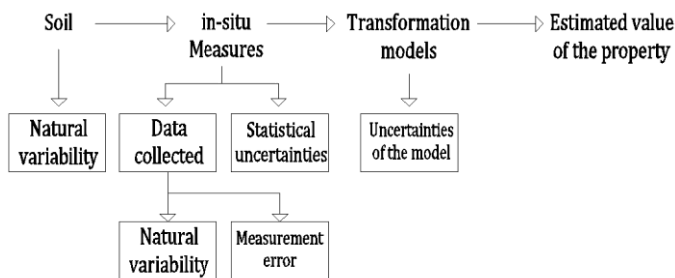 Soil
in-situ
Measures
Transformation
models
Estimated value
of the property
Natural
variability
Data
collected
Statistical
uncertainties
Uncertainties
of the model
Natural
variability
Measurement
error